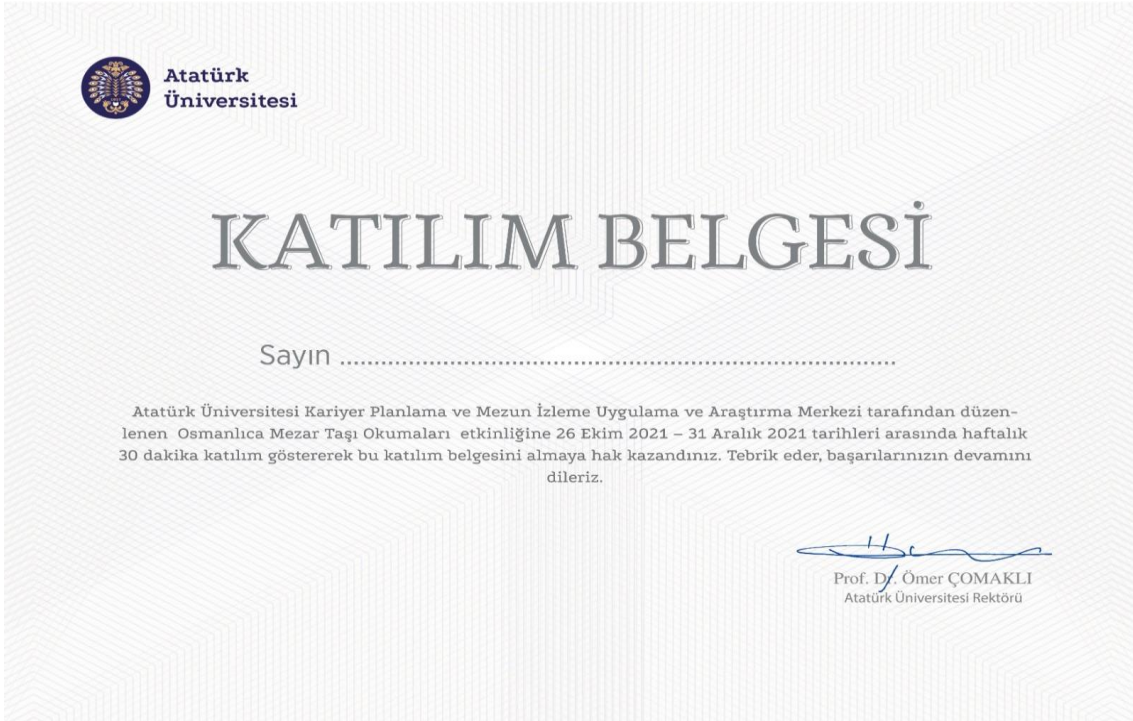 Atatürk
Üniversitesi
KATILIM BELGESİ
Sayın ....................................................................................
Atatürk Üniversitesi Kariyer Planlama ve Mezun İzleme Uygulama ve Araştırma Merkezi tarafından düzen-
lenen Osmanlıca Mezar Taşı Okumaları etkinliğine 26 Ekim 2021 – 31 Aralık 2021 tarihleri arasında haftalık
30 dakika katılım göstererek bu katılım belgesini almaya hak kazandınız. Tebrik eder, başarılarınızın devamını
dileriz.
Prof. Dr. Ömer ÇOMAKLI
Atatürk Üniversitesi Rektörü